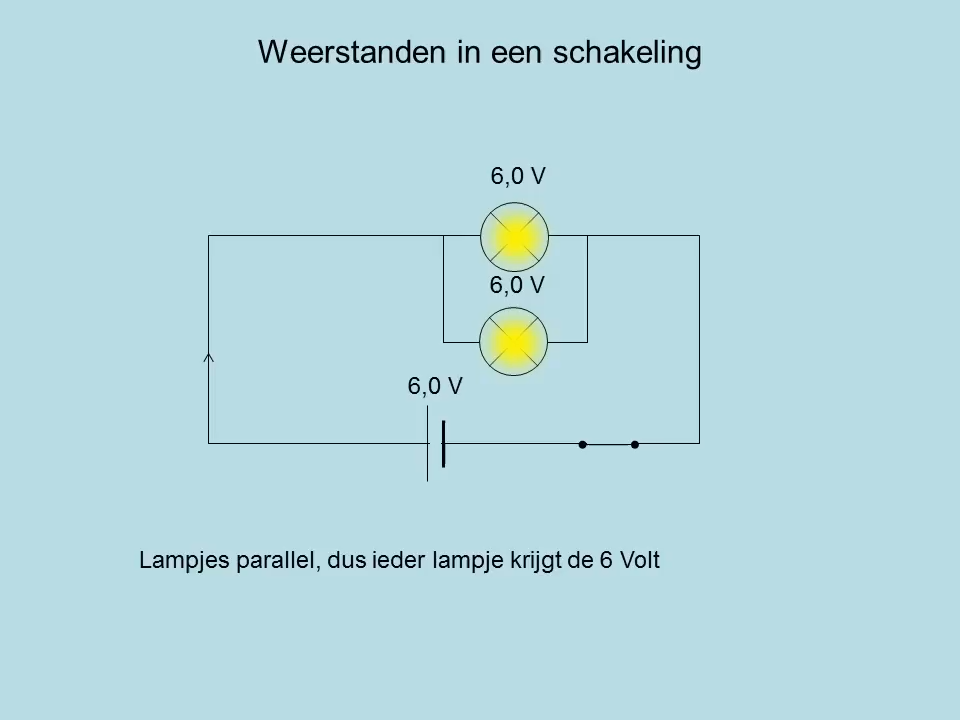 Weerstanden in een schakeling
6,0 V
6,0 V
6,0 V
Lampjes parallel, dus ieder lampje krijgt de 6 Volt